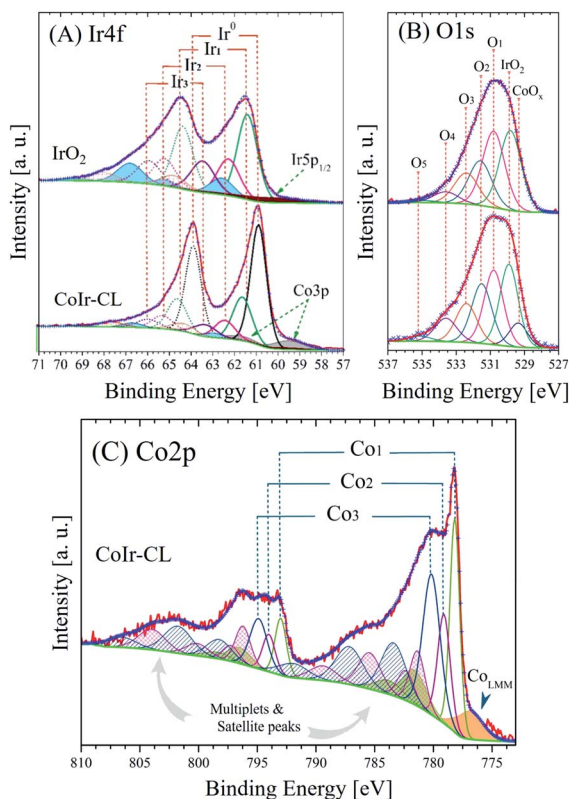 (A) Ir4f
Ir⁰
Ir₁
Ir₂
Ir₃
IrO₂
Ir5p₁/₂
CoIr-CL
Co3p
Intensity [a. u.]
71 70 69 68 67 66 65 64 63 62 61 60 59 58 57
Binding Energy [eV]
(B) O1s
O₁
O₂ IrO₂
O₃ CoOₓ
O₄
O₅
Intensity [a. u.]
537 535 533 531 529 527
Binding Energy [eV]
(C) Co2p
Co₁
Co₂
Co₃
CoIr-CL
Co_LMM
Multiplets &
Satellite peaks
Intensity [a. u.]
810 805 800 795 790 785 780 775
Binding Energy [eV]